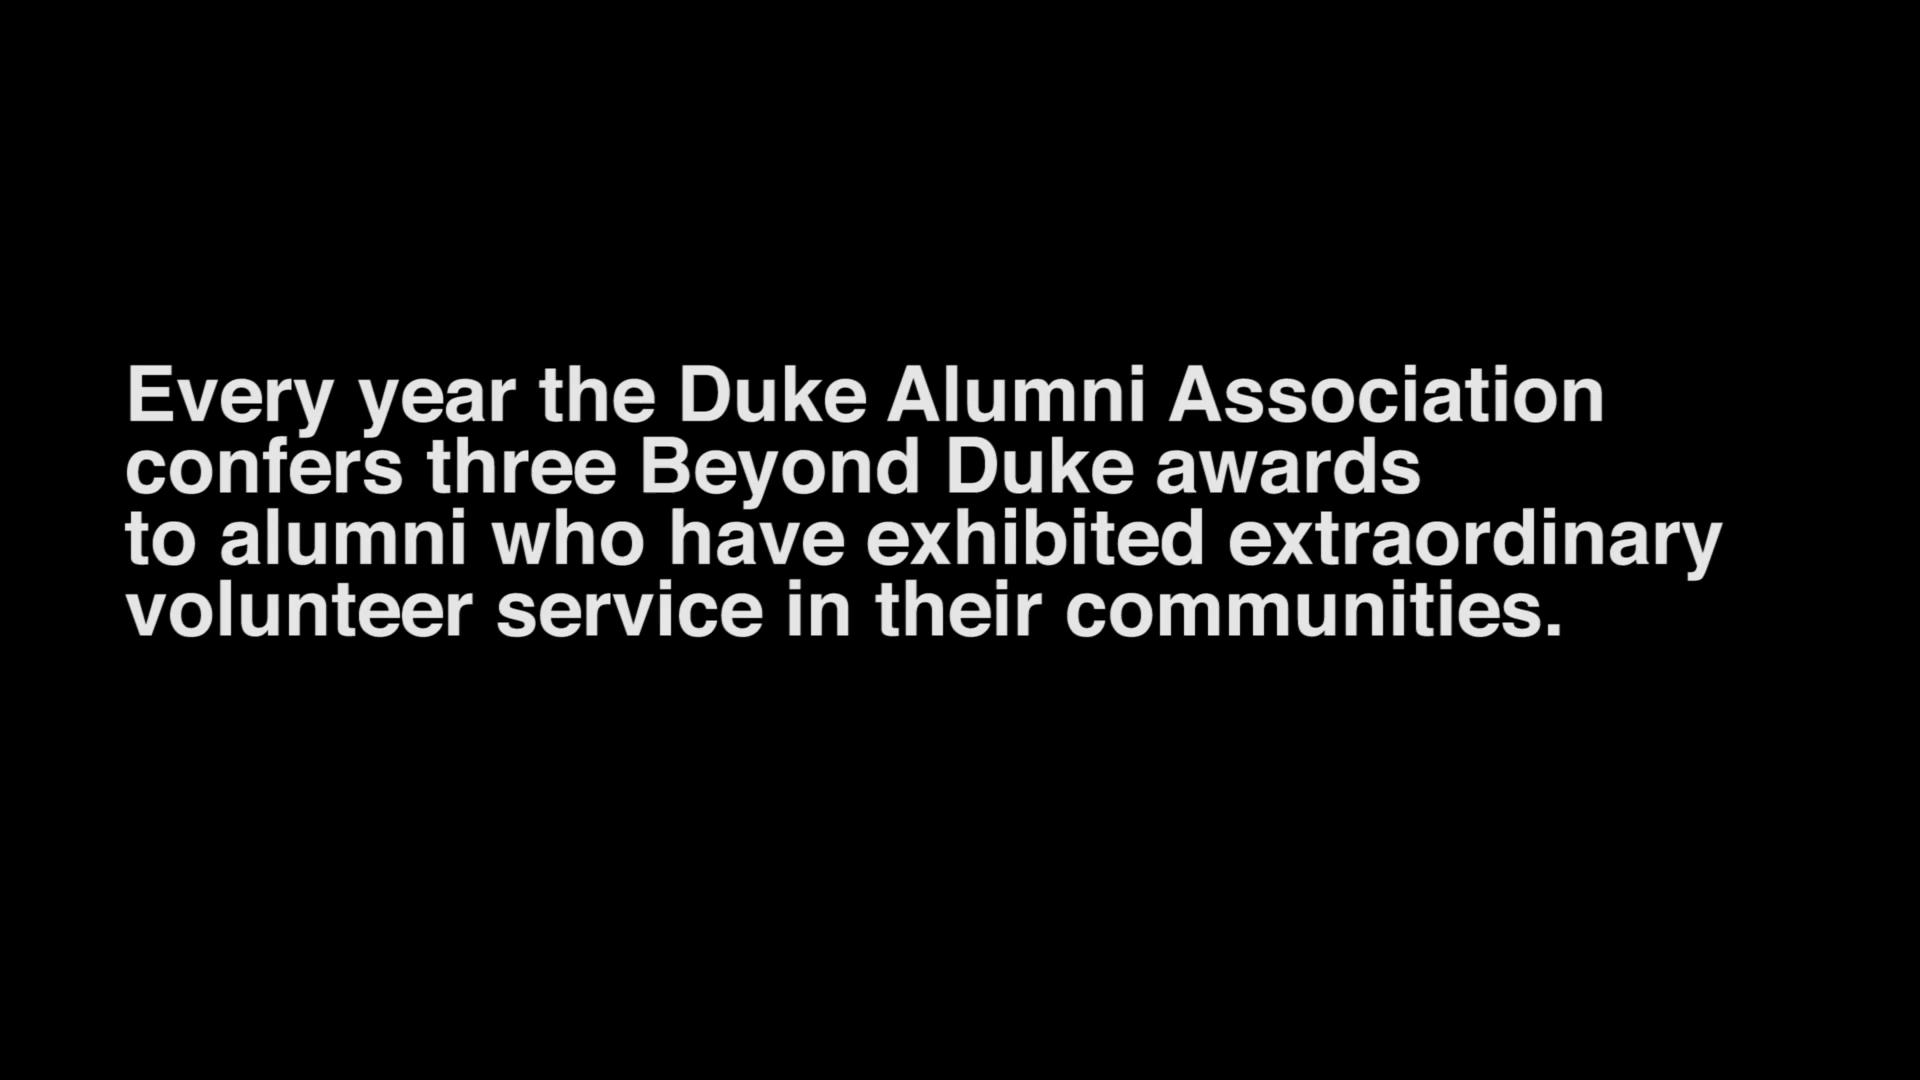 Every year the Duke Alumni Association
confers three Beyond Duke awards
to alumni who have exhibited extraordinary
volunteer service in their communities.